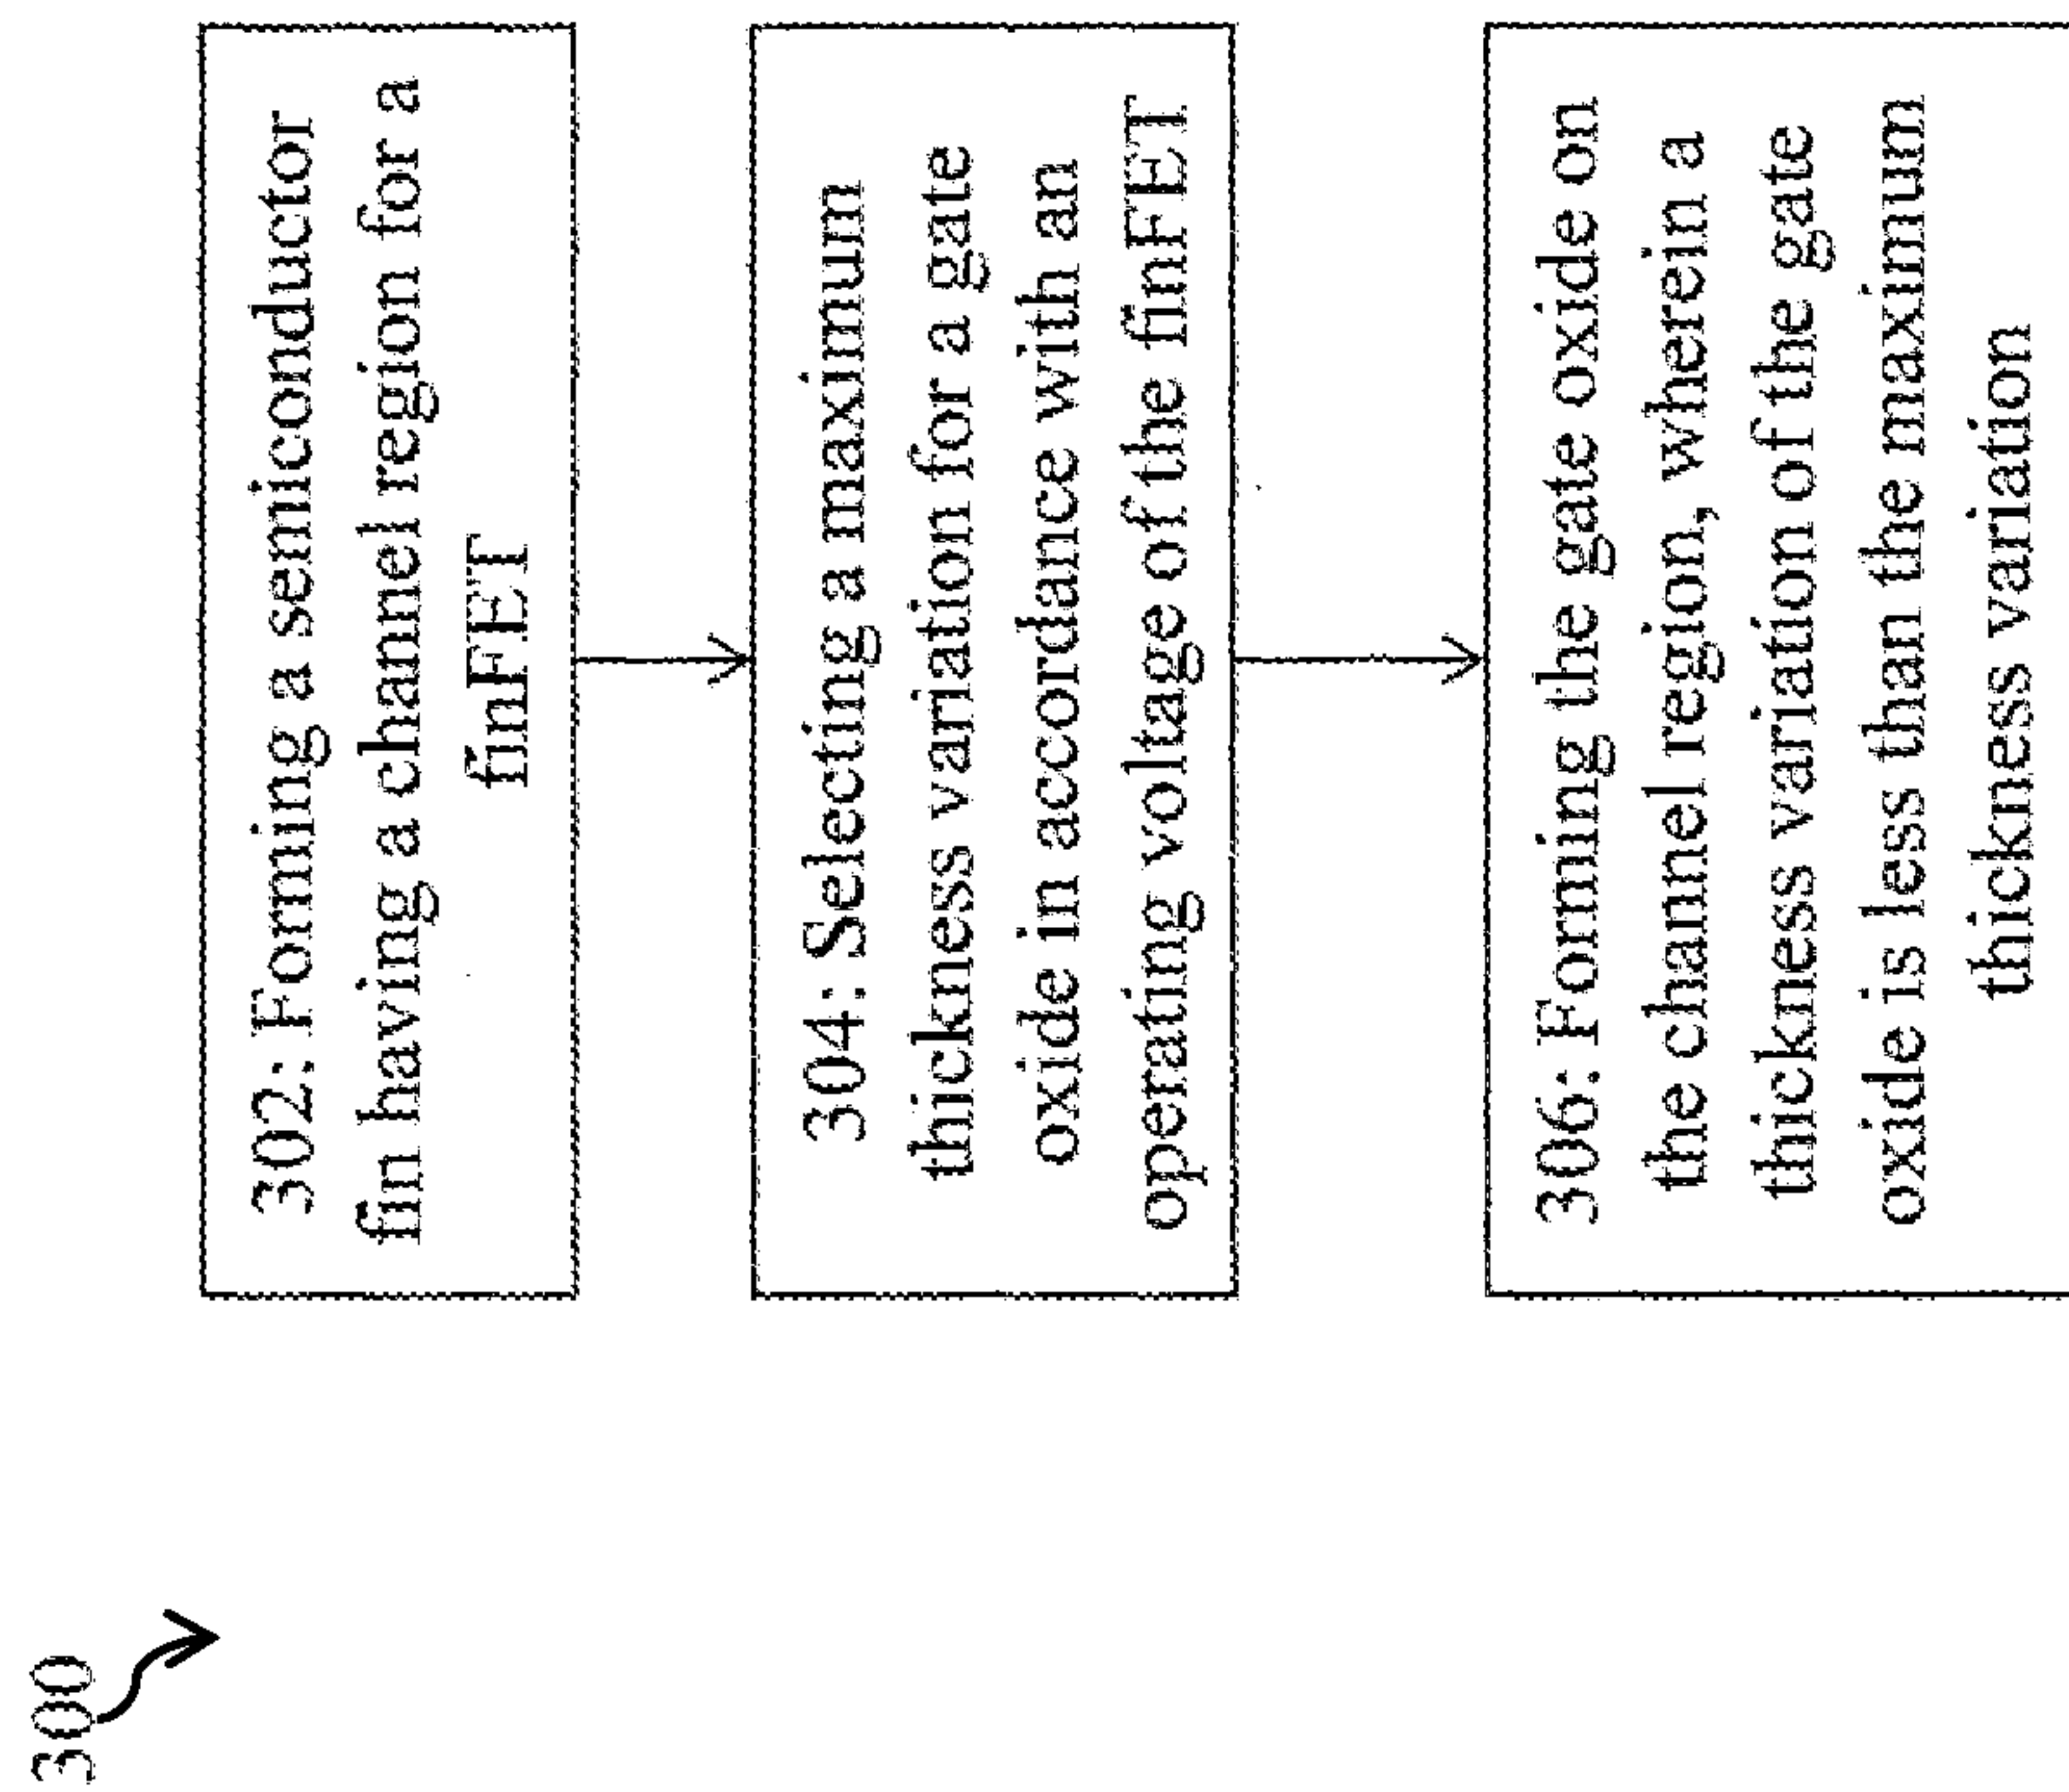 300
302: Forming a semiconductor
fin having a channel region for a
finFET
304: Selecting a maximum
thickness variation for a gate
oxide in accordance with an
operating voltage of the finFET
306: Forming the gate oxide on
the channel region, wherein a
thickness variation of the gate
oxide is less than the maximum
thickness variation